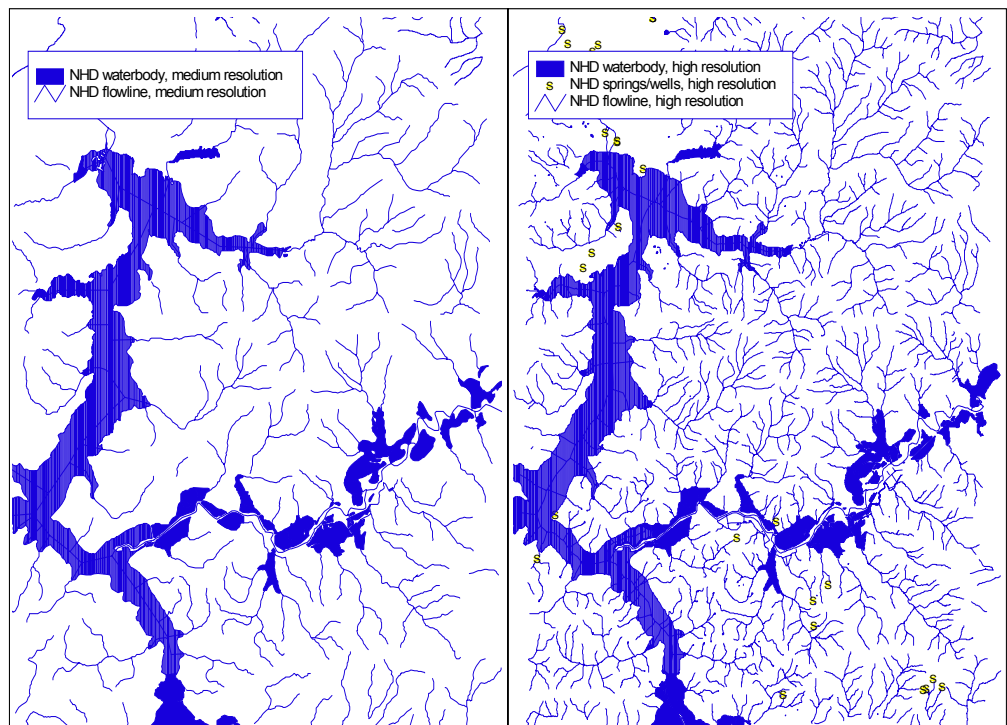 NHD waterbody, medium resolution
NHD flowline, medium resolution
NHD waterbody, high resolution
S NHD springs/wells, high resolution
NHD flowline, high resolution